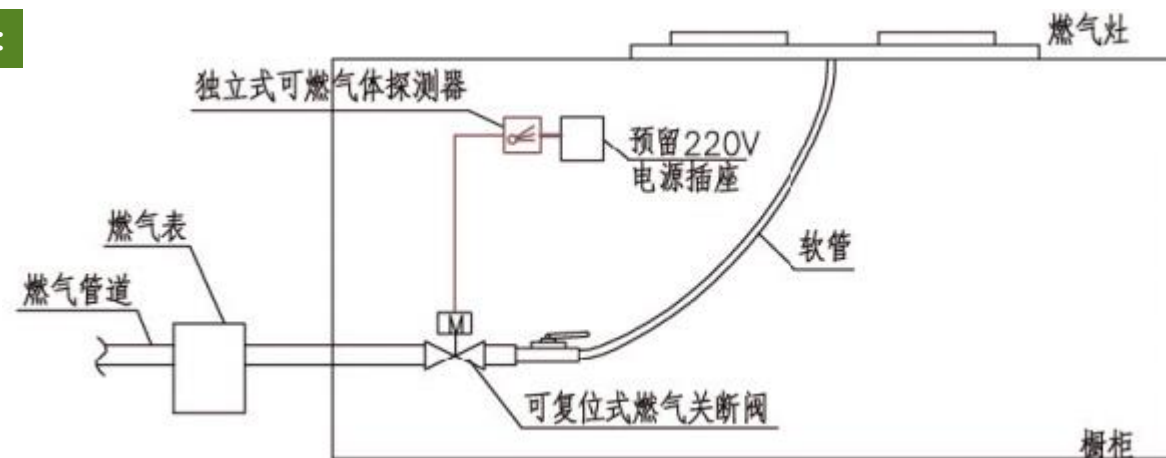 :
燃气灶
独立式可燃气体探测器
预留220V
电源插座
燃气表
软管
燃气管道
M
可复位式燃气关断阀
橱柜